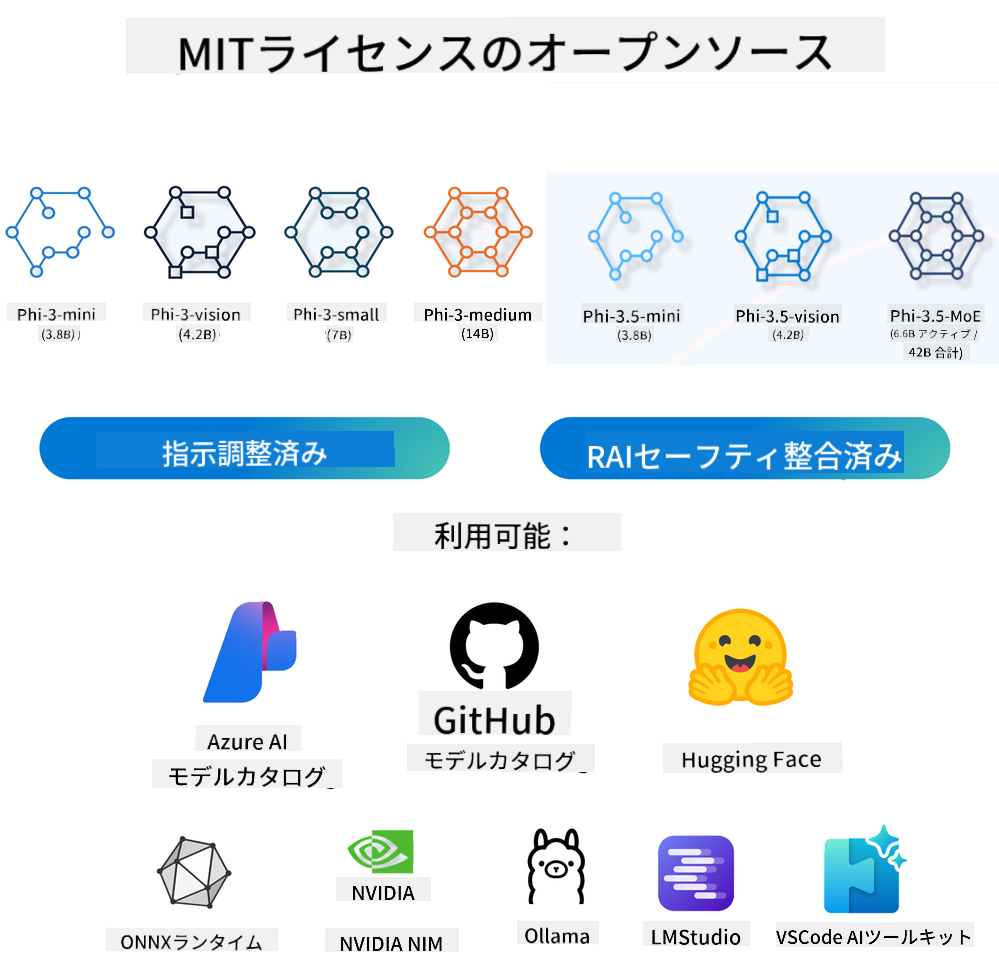 MITライセンスのオープンソース
Phi-3-mini
(3.8B)
Phi-3-vision
(4.2B)
Phi-3-small
(7B)
Phi-3-medium
(14B)
Phi-3.5-mini
(3.8B)
Phi-3.5-vision
(4.2B)
Phi-3.5-MoE
(6.6B アクティブ /
42B 合計)
指示調整済み
RAIセーフティ整合済み
利用可能：
Azure AI
モデルカタログ
GitHub
モデルカタログ
Hugging Face
ONNXランタイム
NVIDIA
NVIDIA NIM
Ollama
LMStudio
VSCode AIツールキット